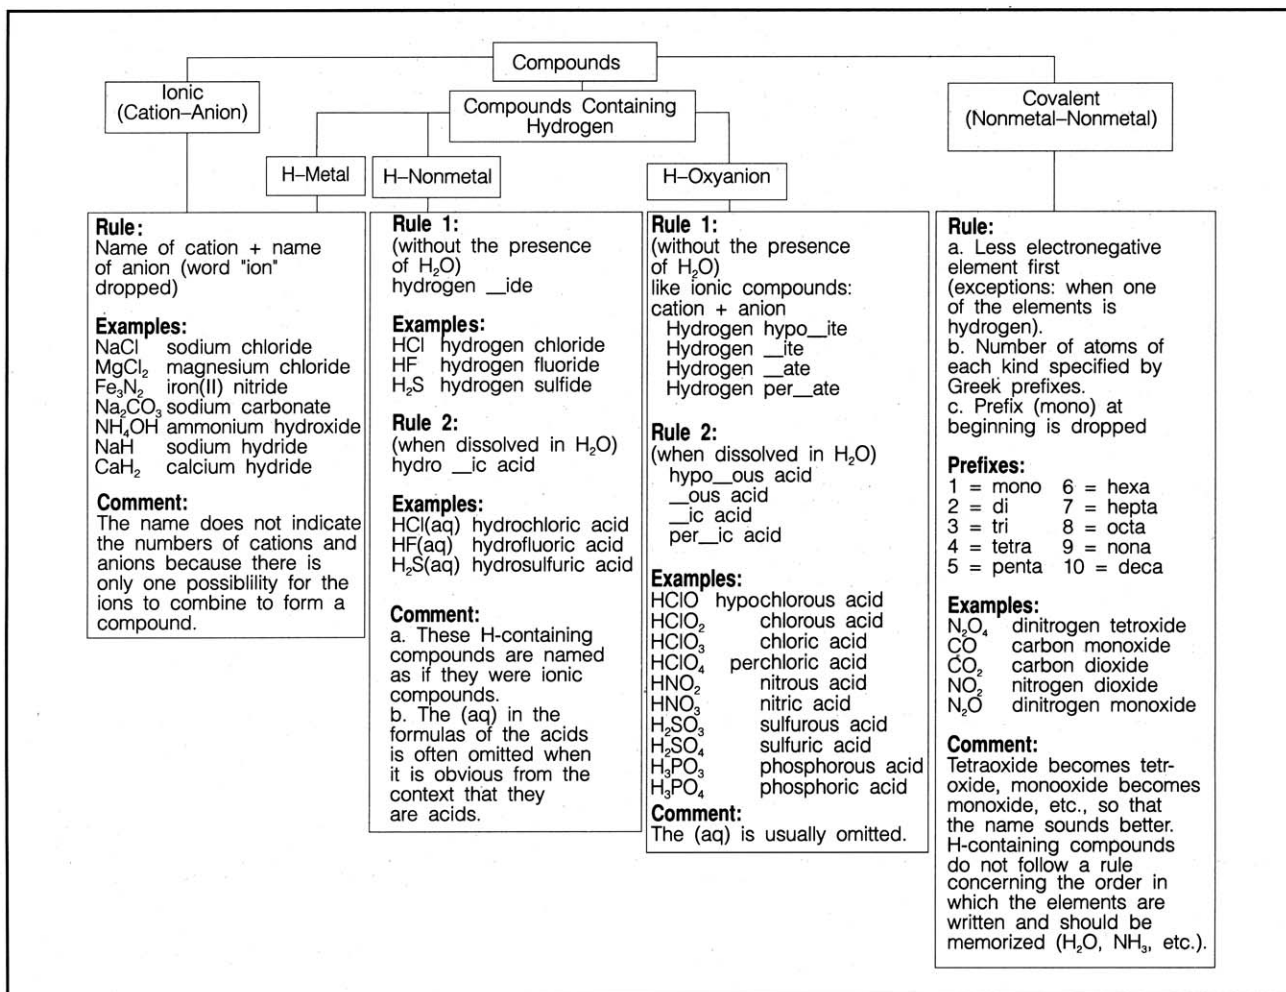 Compounds
Ionic
(Cation–Anion)
Compounds Containing
Hydrogen
Covalent
(Nonmetal–Nonmetal)
H–Metal
H–Nonmetal
H–Oxyanion
Rule:
Name of cation + name
of anion (word "ion"
dropped)
Examples:
NaCl sodium chloride
MgCl₂ magnesium chloride
Fe₃N₂ iron(II) nitride
Na₂CO₃ sodium carbonate
NH₄OH ammonium hydroxide
NaH sodium hydride
CaH₂ calcium hydride
Comment:
The name does not indicate
the numbers of cations and
anions because there is
only one possiblility for the
ions to combine to form a
compound.
Rule 1:
(without the presence
of H₂O)
hydrogen __ide
Examples:
HCl hydrogen chloride
HF hydrogen fluoride
H₂S hydrogen sulfide
Rule 2:
(when dissolved in H₂O)
hydro __ic acid
Examples:
HCl(aq) hydrochloric acid
HF(aq) hydrofluoric acid
H₂S(aq) hydrosulfuric acid
Comment:
a. These H-containing
compounds are named
as if they were ionic
compounds.
b. The (aq) in the
formulas of the acids
is often omitted when
it is obvious from the
context that they
are acids.
Rule 1:
(without the presence
of H₂O)
like ionic compounds:
cation + anion
Hydrogen hypo__ite
Hydrogen __ite
Hydrogen __ate
Hydrogen per__ate
Rule 2:
(when dissolved in H₂O)
hypo__ous acid
__ous acid
__ic acid
per__ic acid
Examples:
HClO hypochlorous acid
HClO₂ chlorous acid
HClO₃ chloric acid
HClO₄ perchloric acid
HNO₂ nitrous acid
HNO₃ nitric acid
H₂SO₃ sulfurous acid
H₂SO₄ sulfuric acid
H₃PO₃ phosphorous acid
H₃PO₄ phosphoric acid
Comment:
The (aq) is usually omitted.
Rule:
a. Less electronegative
element first
(exceptions: when one
of the elements is
hydrogen).
b. Number of atoms of
each kind specified by
Greek prefixes.
c. Prefix (mono) at
beginning is dropped
Prefixes:
1 = mono 6 = hexa
2 = di 7 = hepta
3 = tri 8 = octa
4 = tetra 9 = nona
5 = penta 10 = deca
Examples:
N₂O₄ dinitrogen tetroxide
CO carbon monoxide
CO₂ carbon dioxide
NO₂ nitrogen dioxide
N₂O dinitrogen monoxide
Comment:
Tetraoxide becomes tetr-
oxide, monooxide becomes
monoxide, etc., so that
the name sounds better.
H-containing compounds
do not follow a rule
concerning the order in
which the elements are
written and should be
memorized (H₂O, NH₃, etc.).